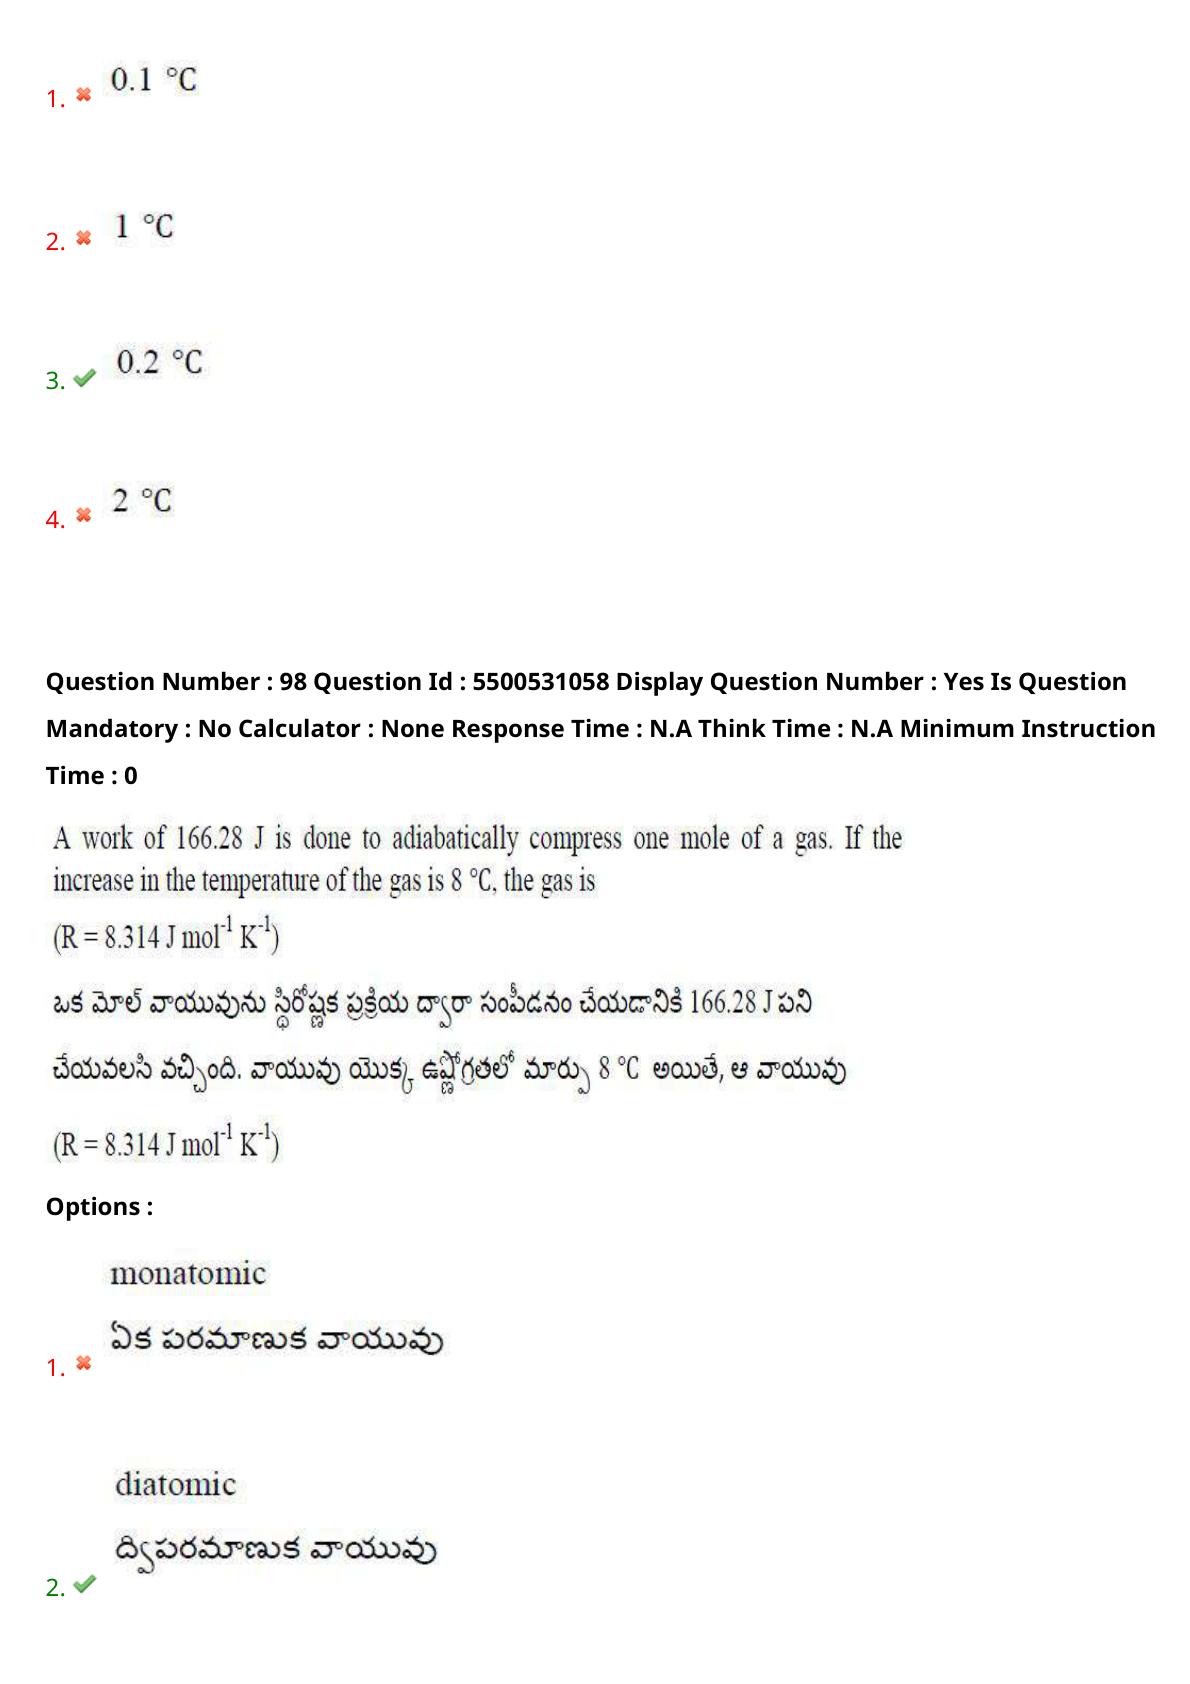 1. 0.1 °C
2. 1 °C
3. 0.2 °C
4. 2 °C
Question Number : 98 Question Id : 5500531058 Display Question Number : Yes Is Question
Mandatory : No Calculator : None Response Time : N.A Think Time : N.A Minimum Instruction
Time : 0
A work of 166.28 J is done to adiabatically compress one mole of a gas. If the
increase in the temperature of the gas is 8 °C, the gas is
(R = 8.314 J mol⁻¹ K⁻¹)
ఒక మోల్ వాయువును స్థిరోష్ణక ప్రక్రియ ద్వారా సంపీడనం చేయడానికి 166.28 J పని
చేయవలసి వచ్చింది. వాయువు యొక్క ఉష్ణోగ్రతలో మార్పు 8 °C అయితే, ఆ వాయువు
(R = 8.314 J mol⁻¹ K⁻¹)
Options :
monatomic
1. ఏక పరమాణుక వాయువు
diatomic
2. ద్విపరమాణుక వాయువు